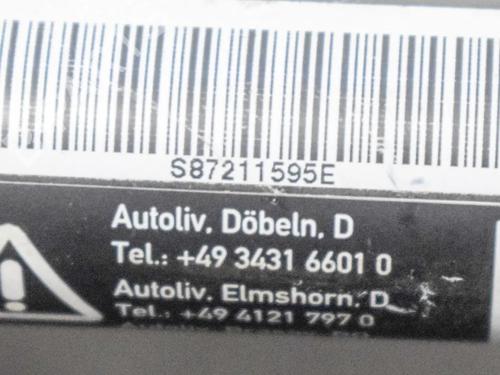 S87211595E
Autoliv, Döbeln, D
Tel.: +49 3431 6601 0
Autoliv, Elmshorn, D
Tel.: +49 4121 797 0